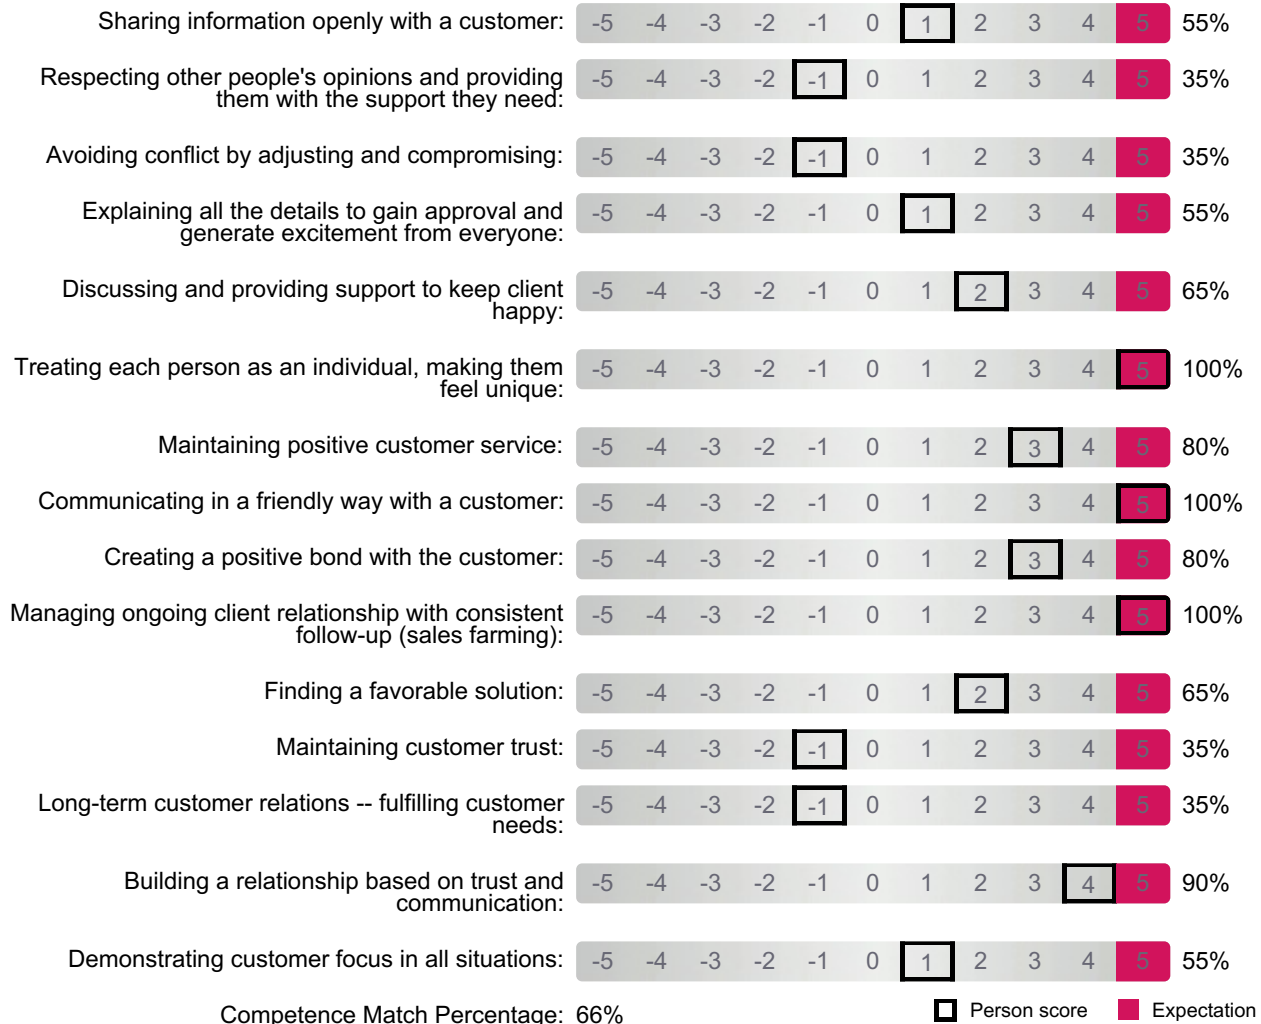 Sharing information openly with a customer: -5 -4 -3 -2 -1 0 1 2 3 4 5 55%
Respecting other people's opinions and providing
them with the support they need: -5 -4 -3 -2 -1 0 1 2 3 4 5 35%
Avoiding conflict by adjusting and compromising: -5 -4 -3 -2 -1 0 1 2 3 4 5 35%
Explaining all the details to gain approval and
generate excitement from everyone: -5 -4 -3 -2 -1 0 1 2 3 4 5 55%
Discussing and providing support to keep client
happy: -5 -4 -3 -2 -1 0 1 2 3 4 5 65%
Treating each person as an individual, making them
feel unique: -5 -4 -3 -2 -1 0 1 2 3 4 5 100%
Maintaining positive customer service: -5 -4 -3 -2 -1 0 1 2 3 4 5 80%
Communicating in a friendly way with a customer: -5 -4 -3 -2 -1 0 1 2 3 4 5 100%
Creating a positive bond with the customer: -5 -4 -3 -2 -1 0 1 2 3 4 5 80%
Managing ongoing client relationship with consistent
follow-up (sales farming): -5 -4 -3 -2 -1 0 1 2 3 4 5 100%
Finding a favorable solution: -5 -4 -3 -2 -1 0 1 2 3 4 5 65%
Maintaining customer trust: -5 -4 -3 -2 -1 0 1 2 3 4 5 35%
Long-term customer relations -- fulfilling customer
needs: -5 -4 -3 -2 -1 0 1 2 3 4 5 35%
Building a relationship based on trust and
communication: -5 -4 -3 -2 -1 0 1 2 3 4 5 90%
Demonstrating customer focus in all situations: -5 -4 -3 -2 -1 0 1 2 3 4 5 55%
Competence Match Percentage: 66% Person score Expectation